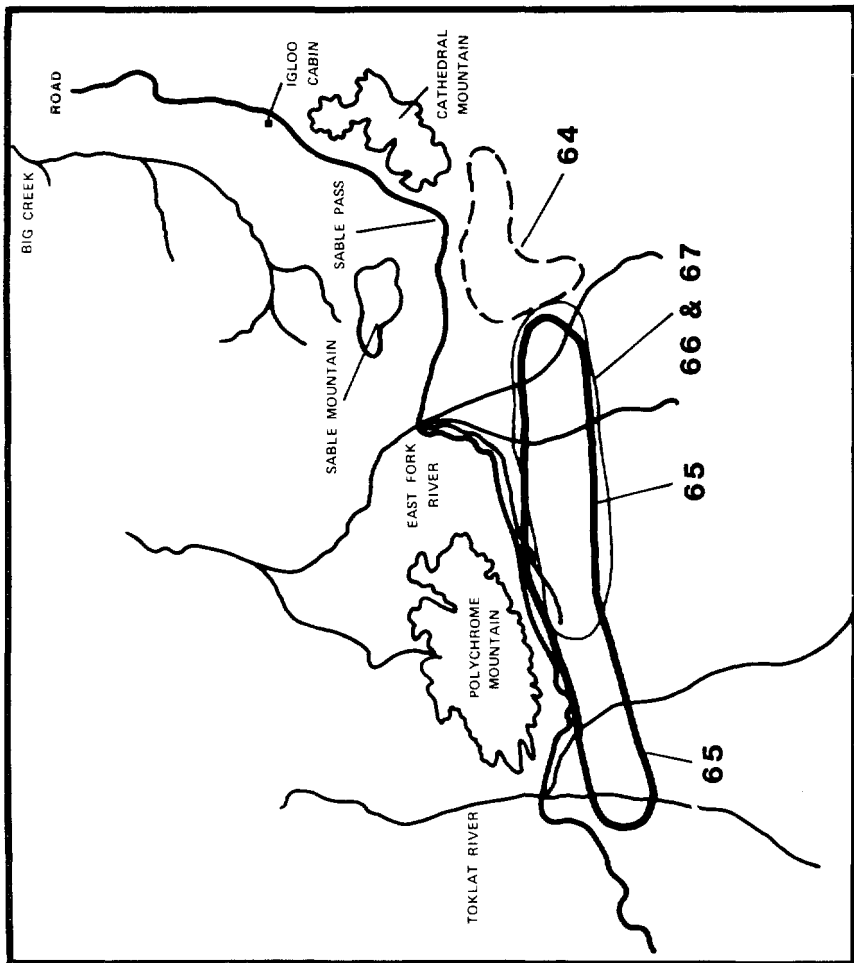 ROAD
IGLOO
CABIN
CATHEDRAL
MOUNTAIN
BIG CREEK
SABLE PASS
64
SABLE MOUNTAIN
66 & 67
EAST FORK
RIVER
65
POLYCHROME
MOUNTAIN
65
TOKLAT RIVER